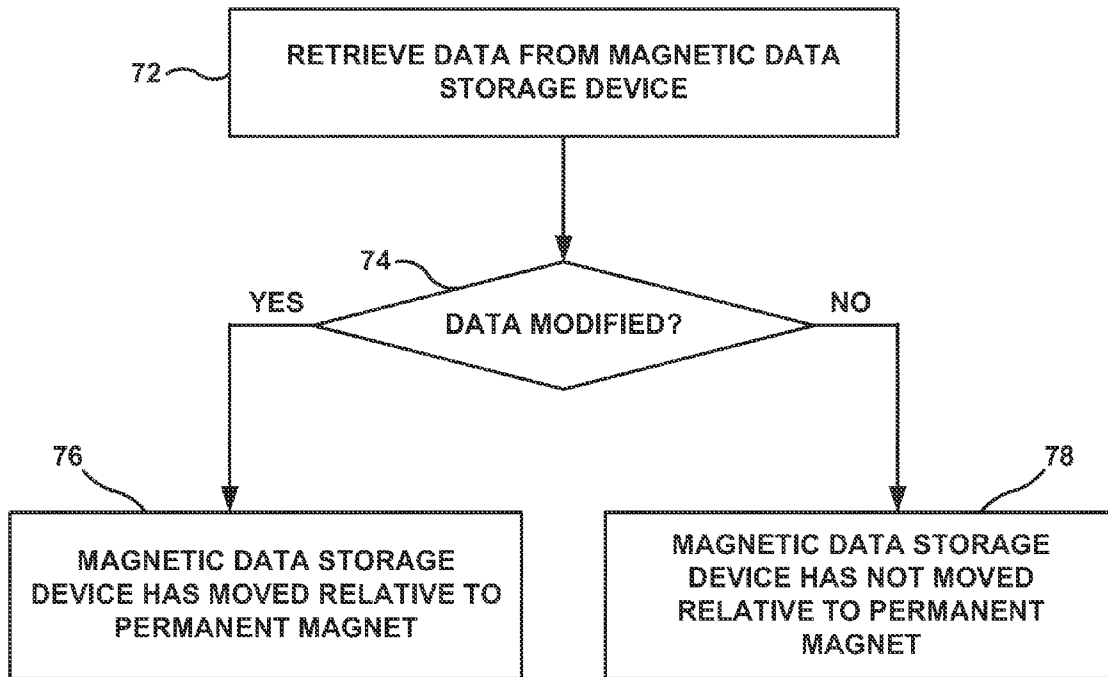 72
RETRIEVE DATA FROM MAGNETIC DATA
STORAGE DEVICE
74
YES
DATA MODIFIED?
NO
76
MAGNETIC DATA STORAGE
DEVICE HAS MOVED RELATIVE TO
PERMANENT MAGNET
78
MAGNETIC DATA STORAGE
DEVICE HAS NOT MOVED
RELATIVE TO PERMANENT
MAGNET